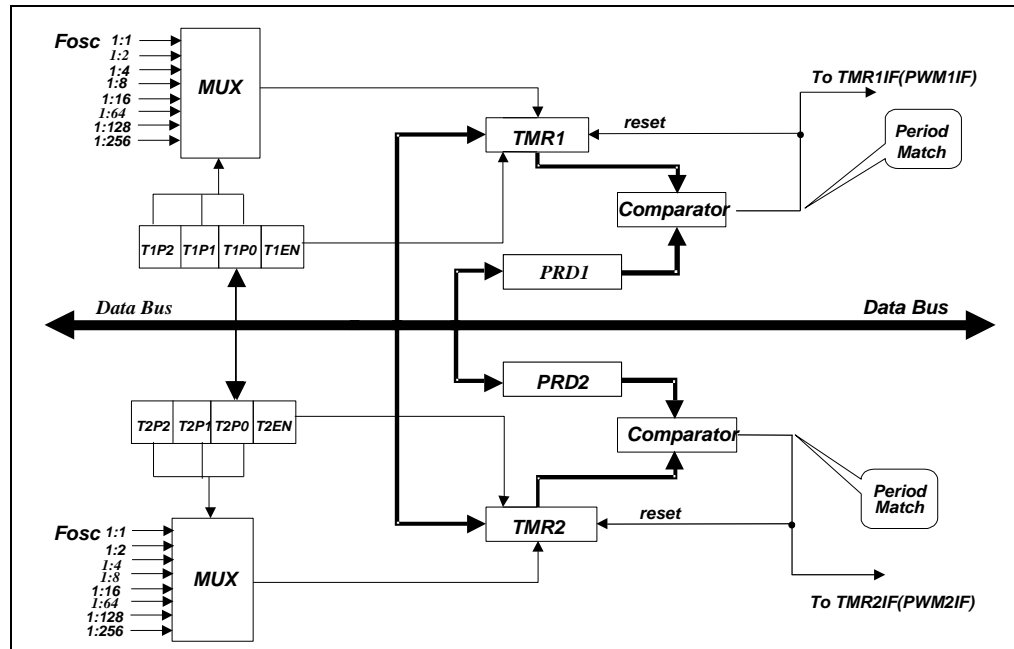 Fosc 1:1
1:2
1:4
1:8
1:16
1:64
1:128
1:256
MUX
To TMR1IF(PWM1IF)
TMR1
reset
Period
Match
Comparator
T1P2 T1P1 T1P0 T1EN
PRD1
Data Bus
Data Bus
PRD2
T2P2 T2P1 T2P0 T2EN
Comparator
Period
Match
TMR2
reset
Fosc 1:1
1:2
1:4
1:8
1:16
1:64
1:128
1:256
MUX
To TMR2IF(PWM2IF)